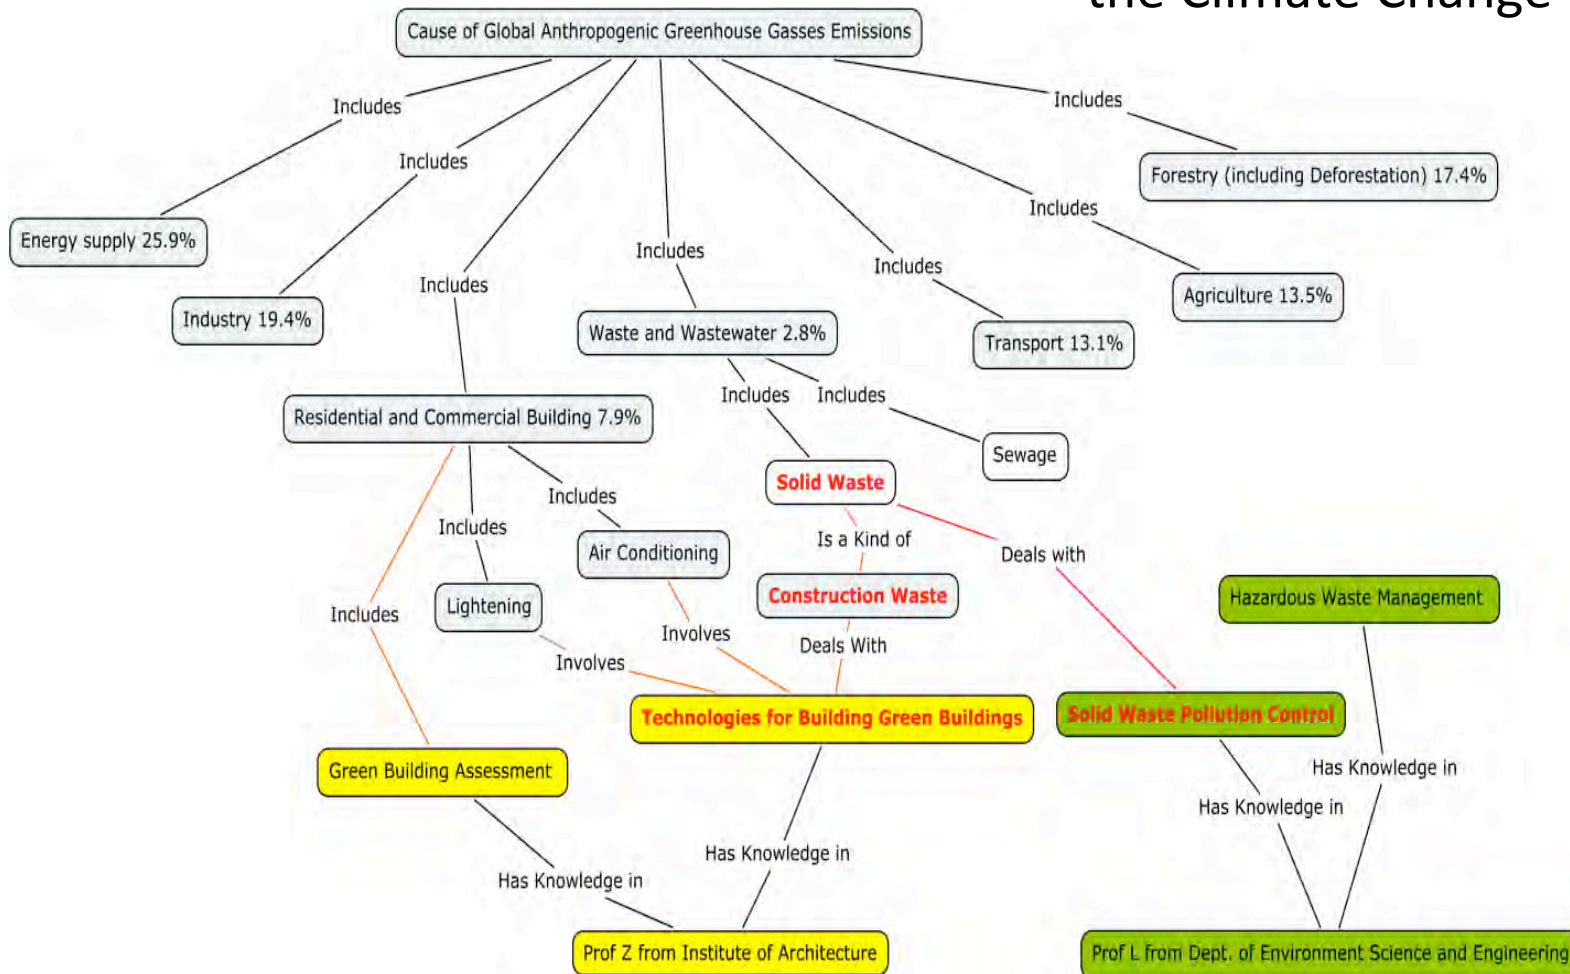 the Climate Change
Cause of Global Anthropogenic Greenhouse Gasses Emissions
Includes
Includes
Includes
Includes
Includes
Includes
Includes
Forestry (including Deforestation) 17.4%
Energy supply 25.9%
Industry 19.4%
Agriculture 13.5%
Waste and Wastewater 2.8%
Transport 13.1%
Residential and Commercial Building 7.9%
Includes
Includes
Sewage
Solid Waste
Includes
Includes
Includes
Air Conditioning
Is a Kind of
Deals with
Lightening
Construction Waste
Hazardous Waste Management
Involves
Involves
Deals With
Technologies for Building Green Buildings
Solid Waste Pollution Control
Green Building Assessment
Has Knowledge in
Has Knowledge in
Has Knowledge in
Has Knowledge in
Prof Z from Institute of Architecture
Prof L from Dept. of Environment Science and Engineering